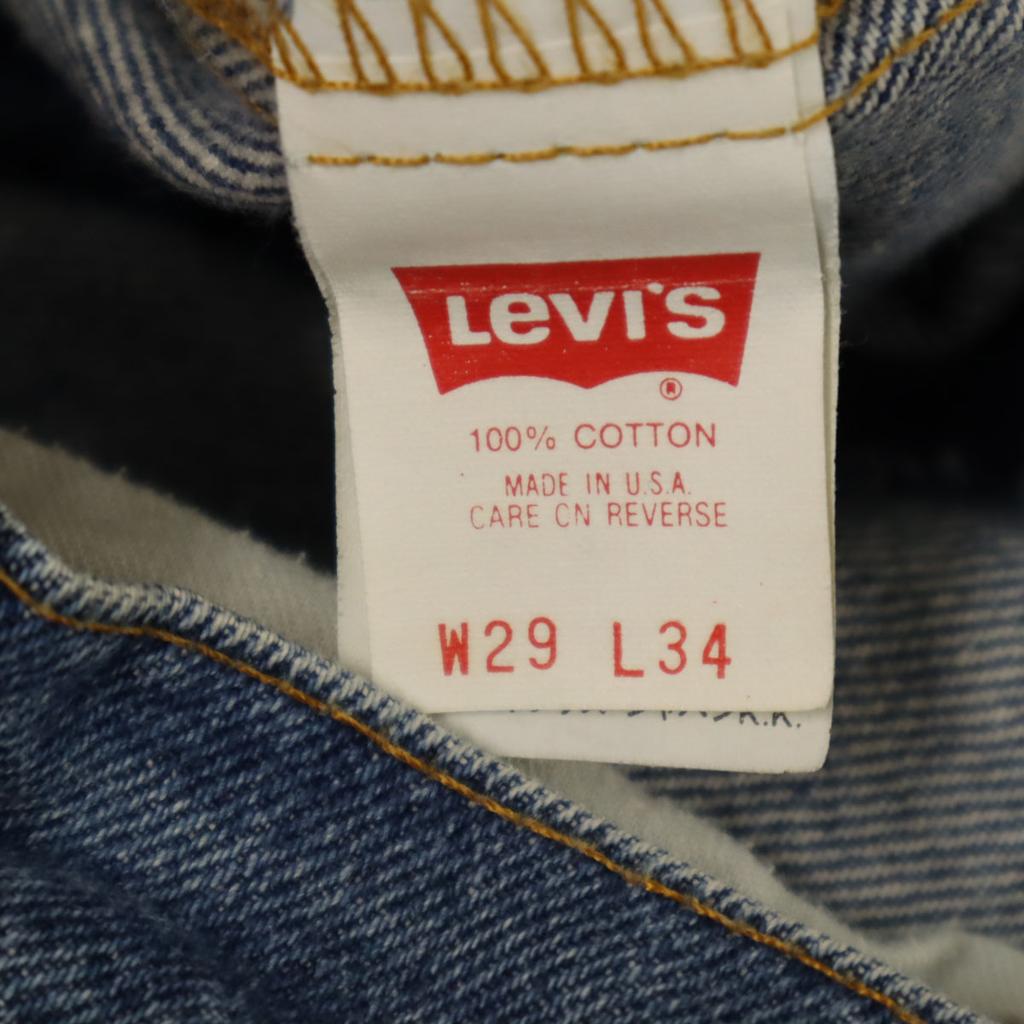 Levi's
®
100% COTTON
MADE IN U.S.A.
CARE ON REVERSE
W29 L34